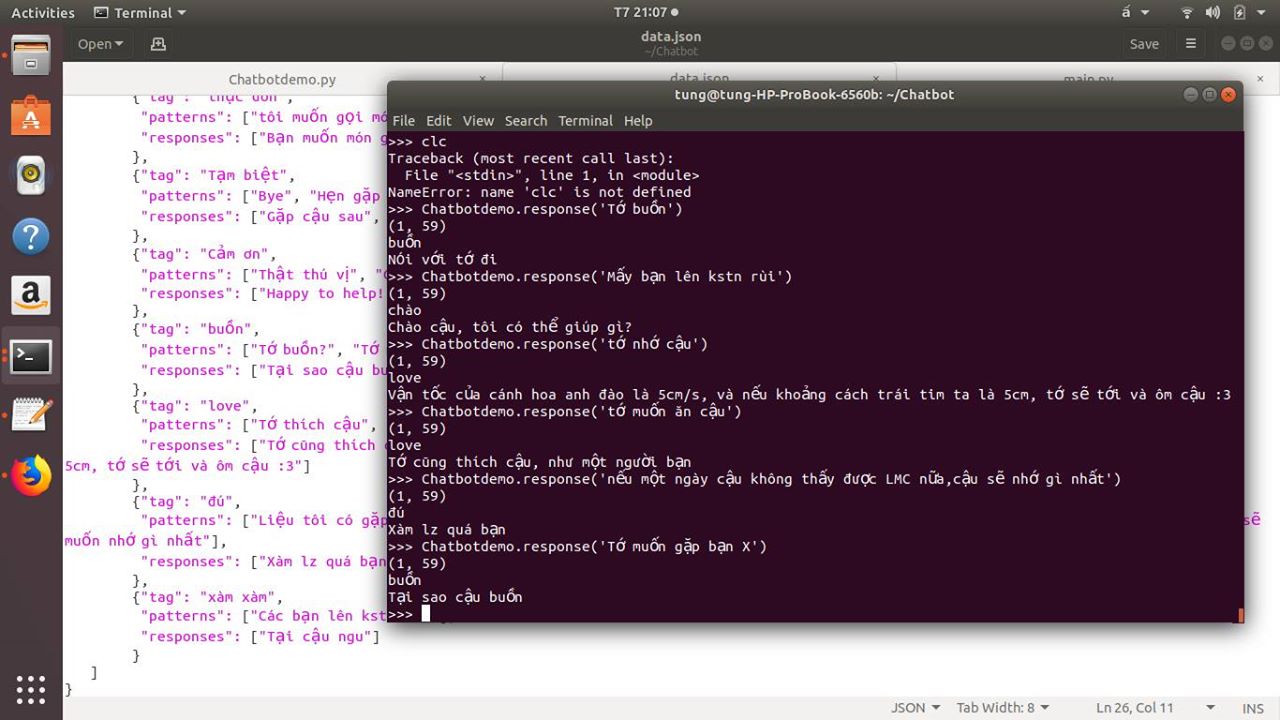 Activities Terminal T7 21:07 ấ
Open data.json Save
~/Chatbot
Chatbotdemo.py × data.json × main.py ×
{"tag": "thực đơn",
"patterns": ["tôi muốn gọi
"responses": ["Bạn muốn món
},
{"tag": "Tạm biệt",
"patterns": ["Bye", "Hẹn gặp
"responses": ["Gặp cậu sau",
},
{"tag": "Cảm ơn",
"patterns": ["Thật thú vị",
"responses": ["Happy to help!
},
{"tag": "buồn",
"patterns": ["Tớ buồn?", "Tớ
"responses": ["Tại sao cậu
},
{"tag": "love",
"patterns": ["Tớ thích cậu",
"responses": ["Tớ cũng thích
5cm, tớ sẽ tới và ôm cậu :3"]
},
{"tag": "đú",
"patterns": ["Liệu tôi có gặp sẽ
muốn nhớ gì nhất"],
"responses": ["Xàm lz quá bạn
},
{"tag": "xàm xàm",
"patterns": ["Các bạn lên
"responses": ["Tại cậu ngu"]
}
]
}
JSON Tab Width: 8 Ln 26, Col 11 INS
tung@tung-HP-ProBook-6560b: ~/Chatbot
File Edit View Search Terminal Help
>>> clc
Traceback (most recent call last):
File "<stdin>", line 1, in <module>
NameError: name 'clc' is not defined
>>> Chatbotdemo.response('Tớ buồn')
(1, 59)
buồn
Nói với tớ đi
>>> Chatbotdemo.response('Mấy bạn lên kstn rùi')
(1, 59)
chào
Chào cậu, tôi có thể giúp gì?
>>> Chatbotdemo.response('tớ nhớ cậu')
(1, 59)
love
Vận tốc của cánh hoa anh đào là 5cm/s, và nếu khoảng cách trái tim ta là 5cm, tớ sẽ tới và ôm cậu :3
>>> Chatbotdemo.response('tớ muốn ăn cậu')
(1, 59)
love
Tớ cũng thích cậu, như một người bạn
>>> Chatbotdemo.response('nếu một ngày cậu không thấy được LMC nữa,cậu sẽ nhớ gì nhất')
(1, 59)
đú
Xàm lz quá bạn
>>> Chatbotdemo.response('Tớ muốn gặp bạn X')
(1, 59)
buồn
Tại sao cậu buồn
>>>